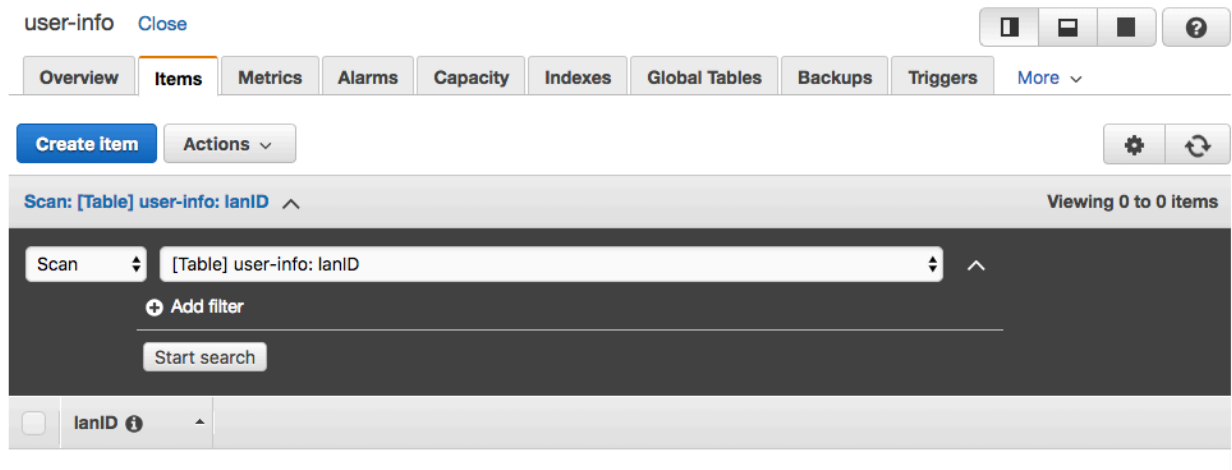 user-info Close
Overview Items Metrics Alarms Capacity Indexes Global Tables Backups Triggers More
Create item Actions
Scan: [Table] user-info: lanID Viewing 0 to 0 items
Scan [Table] user-info: lanID
Add filter
Start search
lanID